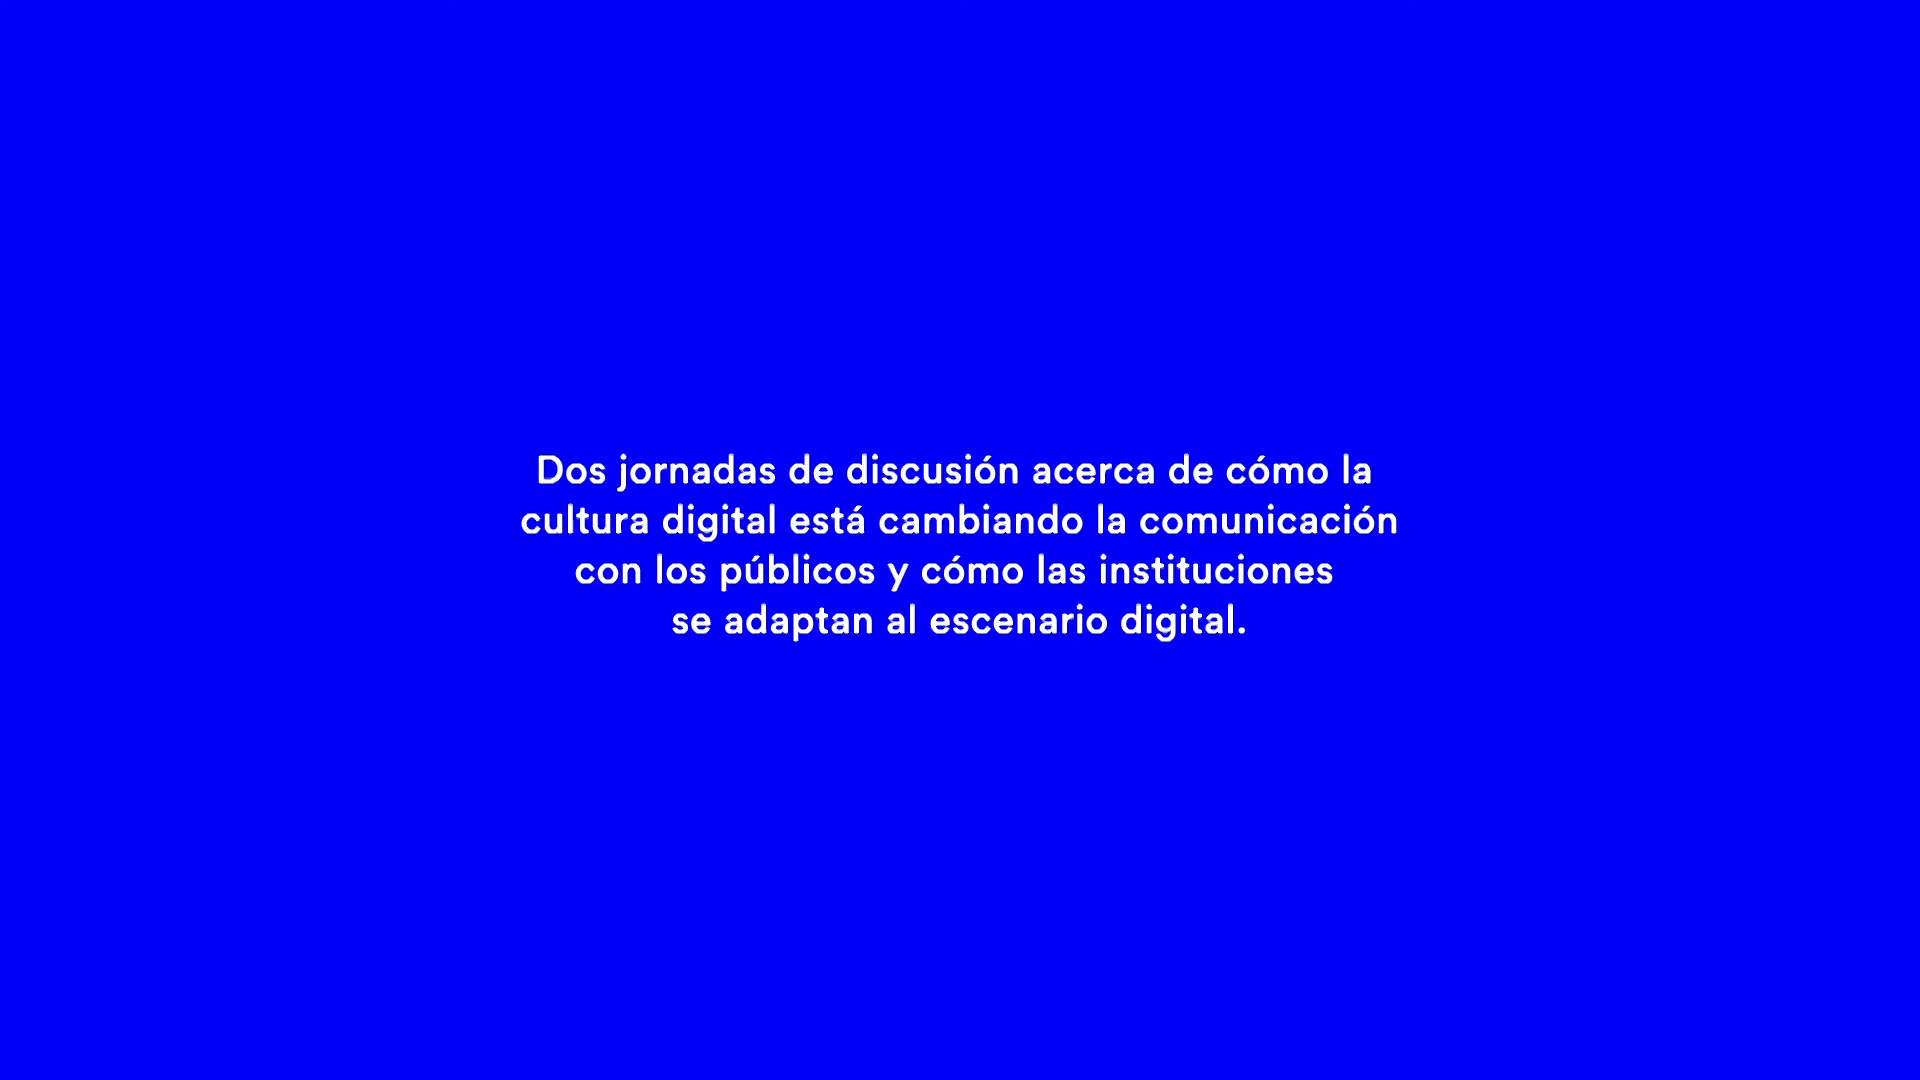 Dos jornadas de discusión acerca de cómo la
cultura digital está cambiando la comunicación
con los públicos y cómo las instituciones
se adaptan al escenario digital.